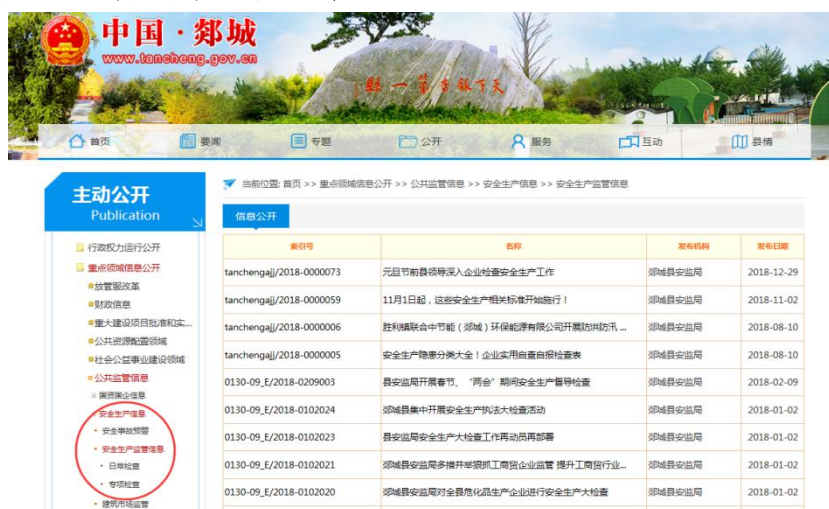 中国·郯城
www.tancheng.gov.cn
天下银杏第一县
首页 要闻 专题 公开 服务 互动 县情
主动公开
Publication
行政权力运行公开
重点领域信息公开
放管服改革
财政信息
重大建设项目批准和实...
公共资源配置领域
社会公益事业建设领域
公共监管信息
国资国企信息
安全生产信息
安全事故预警
安全生产监管信息
日常检查
专项检查
建筑市场监管
当前位置: 首页 >> 重点领域信息公开 >> 公共监管信息 >> 安全生产信息 >> 安全生产监管信息
信息公开
索引号 名称 发布机构 发布日期
tanchengajj/2018-0000073 元旦节前县领导深入企业检查安全生产工作 郯城县安监局 2018-12-29
tanchengajj/2018-0000059 11月1日起，这些安全生产相关标准开始施行！ 郯城县安监局 2018-11-02
tanchengajj/2018-0000006 胜利镇联合中节能（郯城）环保能源有限公司开展防洪防汛 ... 郯城县安监局 2018-08-10
tanchengajj/2018-0000005 安全生产隐患分类大全！企业实用自查自报检查表 郯城县安监局 2018-08-10
0130-09_E/2018-0209003 县安监局开展春节、“两会”期间安全生产督导检查 郯城县安监局 2018-02-09
0130-09_E/2018-0102024 郯城县集中开展安全生产执法大检查活动 郯城县安监局 2018-01-02
0130-09_E/2018-0102023 县安监局安全生产大检查工作再动员再部署 郯城县安监局 2018-01-02
0130-09_E/2018-0102021 郯城县安监局多措并举狠抓工商贸企业监管 提升工商贸行业... 郯城县安监局 2018-01-02
0130-09_E/2018-0102020 郯城县安监局对全县危化品生产企业进行安全生产大检查 郯城县安监局 2018-01-02